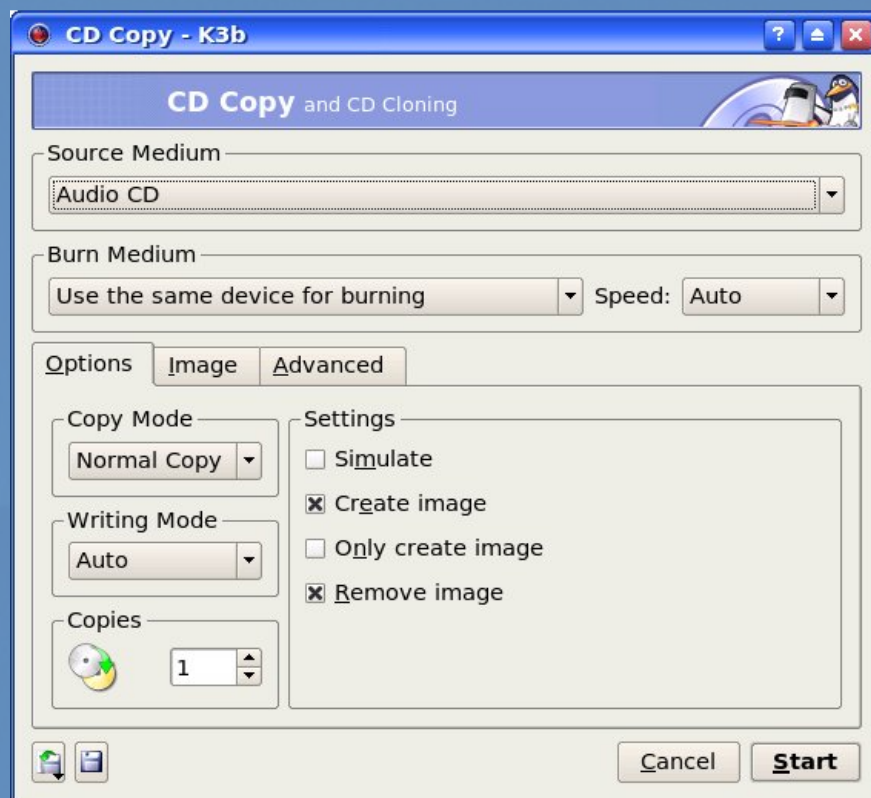 CD Copy - K3b
?
CD Copy and CD Cloning
Source Medium
Audio CD
Burn Medium
Use the same device for burning Speed: Auto
Options Image Advanced
Copy Mode
Normal Copy
Writing Mode
Auto
Copies
1
Settings
Simulate
Create image
Only create image
Remove image
Cancel Start